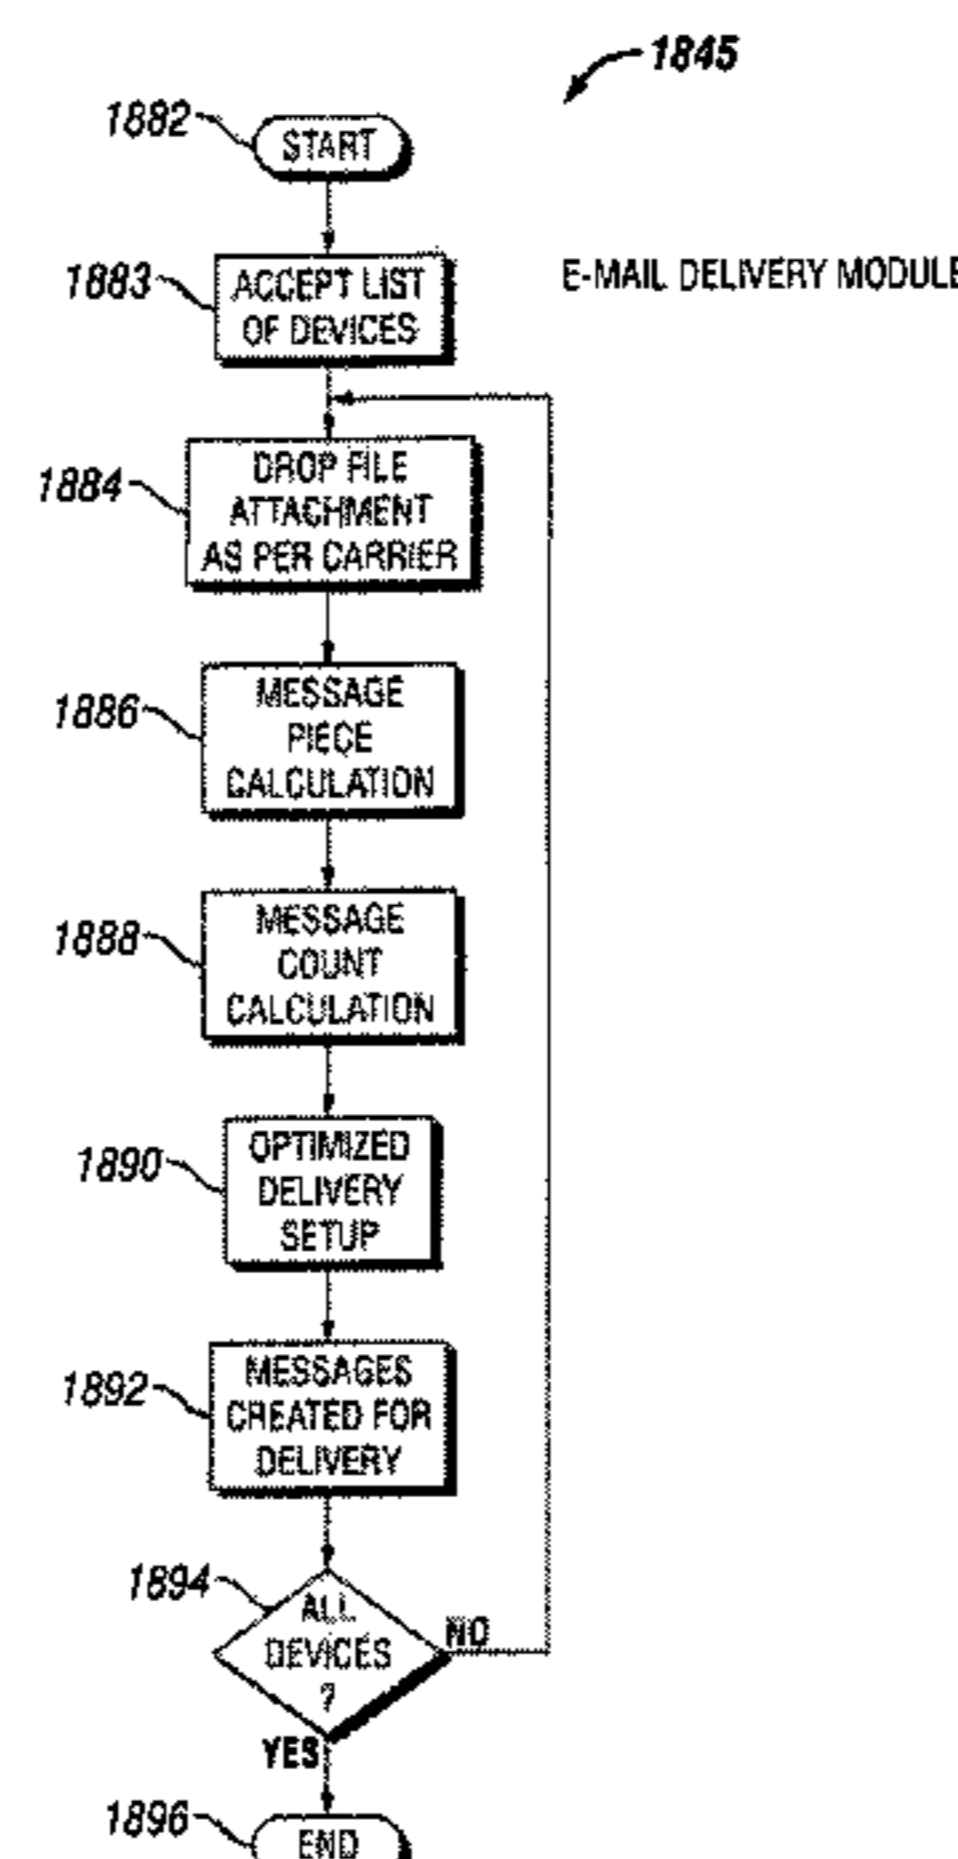 1845
1882
START
1883
ACCEPT LIST
OF DEVICES
E-MAIL DELIVERY MODULE
1884
DROP FILE
ATTACHMENT
AS PER CARRIER
1886
MESSAGE
PIECE
CALCULATION
1888
MESSAGE
COUNT
CALCULATION
1890
OPTIMIZED
DELIVERY
SETUP
1892
MESSAGES
CREATED FOR
DELIVERY
1894
ALL
DEVICES
?
NO
YES
1896
END